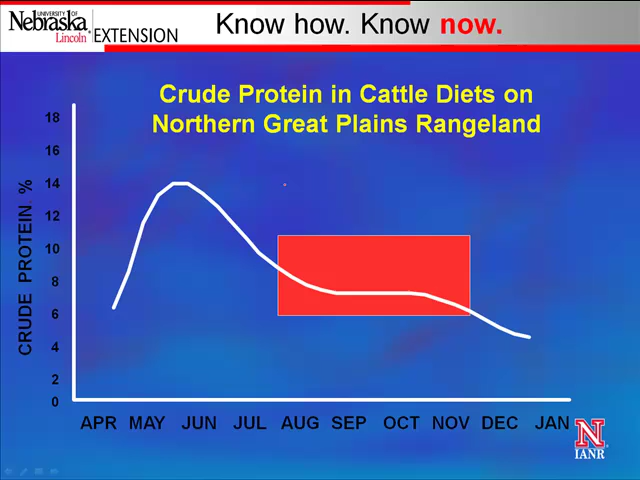 UNIVERSITY OF
Nebraska
Lincoln
EXTENSION
Know how. Know now.
Crude Protein in Cattle Diets on
Northern Great Plains Rangeland
CRUDE PROTEIN. %
18
16
14
12
10
8
6
4
2
0
APR MAY JUN JUL AUG SEP OCT NOV DEC JAN
N
IANR